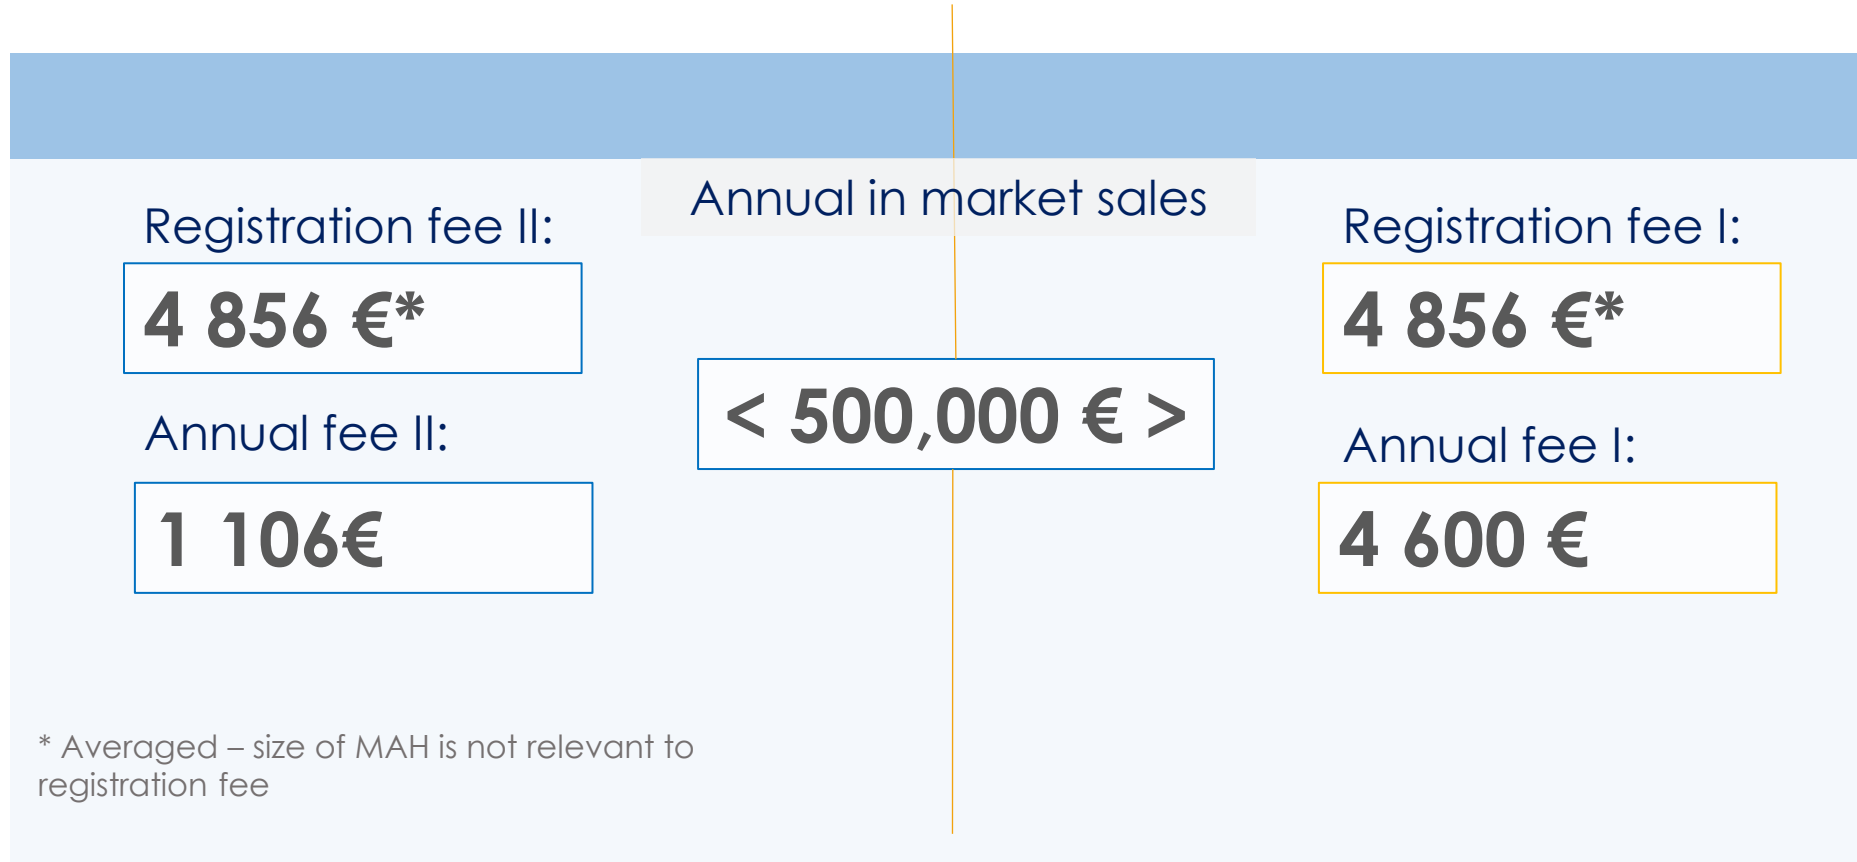 Annual in market sales
Registration fee II:
4 856 €*
Annual fee II:
1 106€
< 500,000 € >
Registration fee I:
4 856 €*
Annual fee I:
4 600 €
* Averaged – size of MAH is not relevant to
registration fee